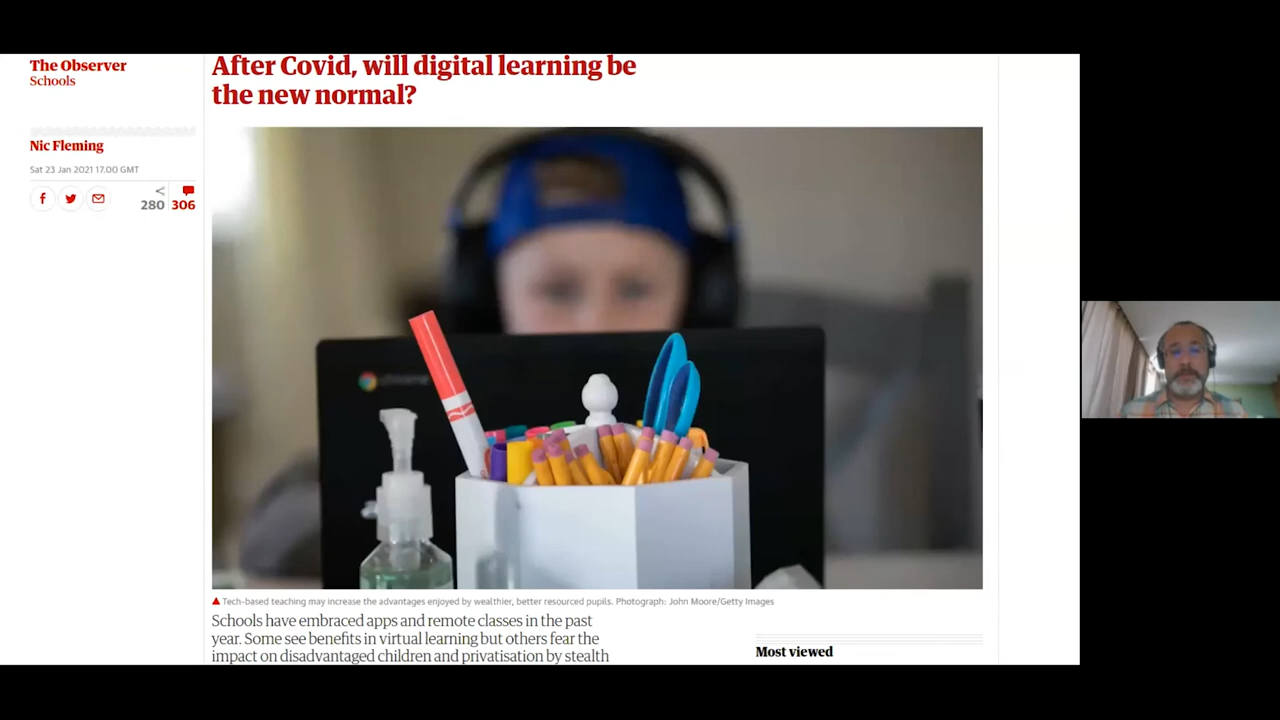 The Observer
Schools
After Covid, will digital learning be
the new normal?
Nic Fleming
Sat 23 Jan 2021 17.00 GMT
280 306
Tech-based teaching may increase the advantages enjoyed by wealthier, better resourced pupils. Photograph: John Moore/Getty Images
Schools have embraced apps and remote classes in the past
year. Some see benefits in virtual learning but others fear the
impact on disadvantaged children and privatisation by stealth
Most viewed